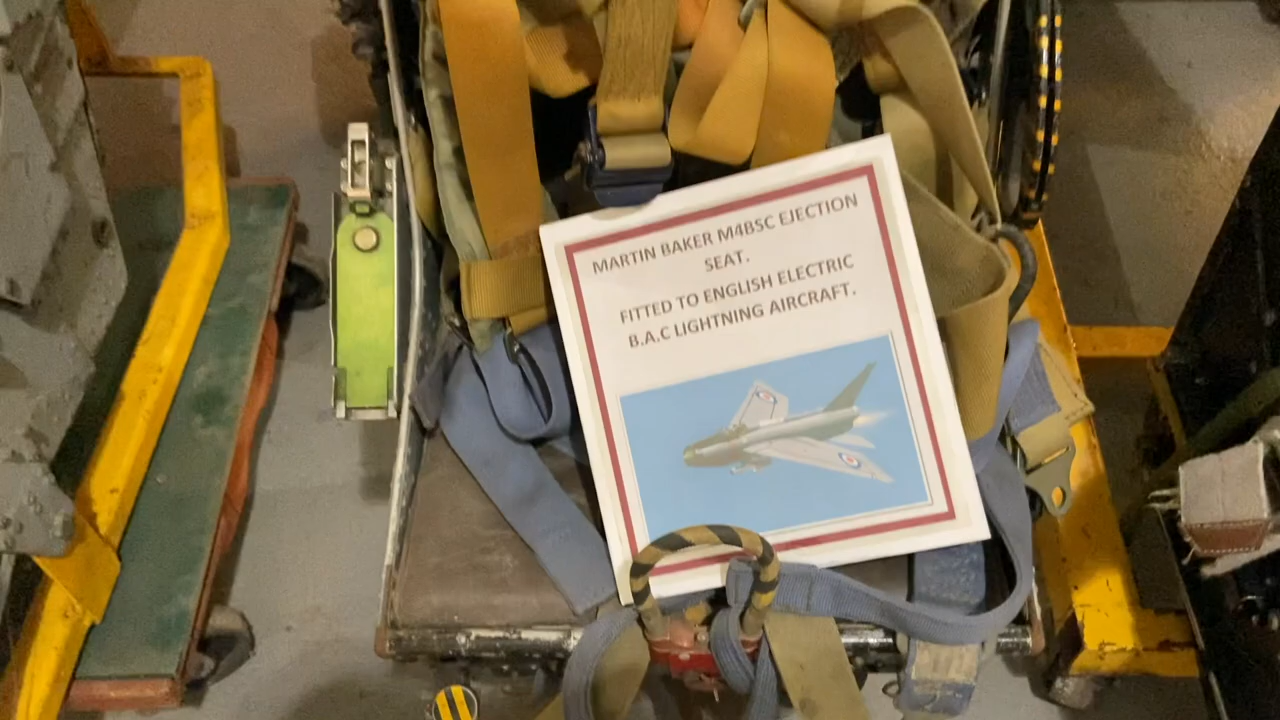 MARTIN BAKER M4BSC EJECTION
SEAT.
FITTED TO ENGLISH ELECTRIC
B.A.C LIGHTNING AIRCRAFT.